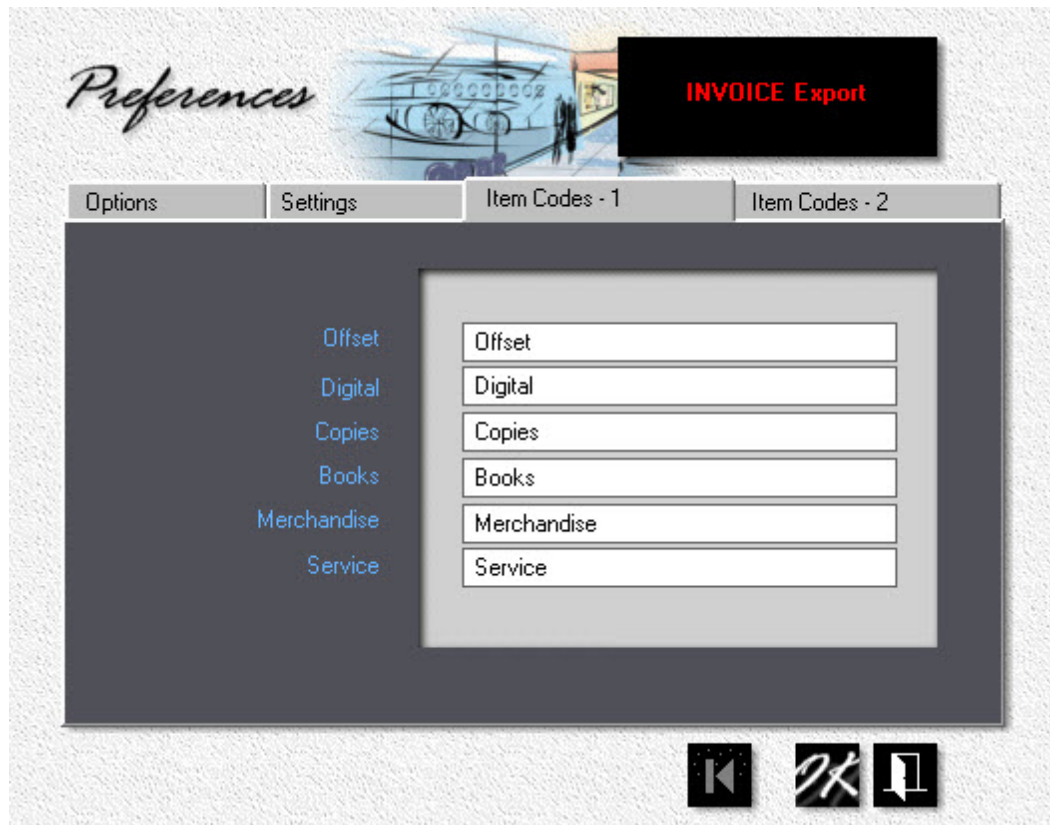 Preferences
INVOICE Export
Options Settings Item Codes - 1 Item Codes - 2
Offset Offset
Digital Digital
Copies Copies
Books Books
Merchandise Merchandise
Service Service
OK